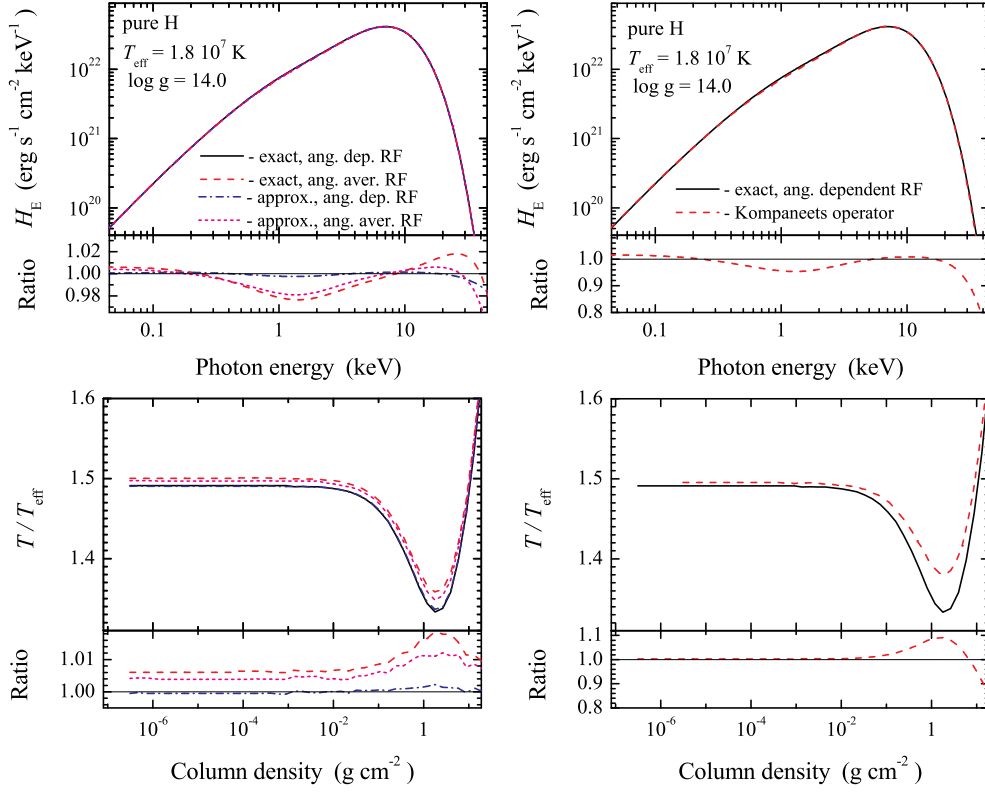 pure H
T_eff = 1.8 10^7 K
log g = 14.0
- exact, ang. dep. RF
- exact, ang. aver. RF
- approx., ang. dep. RF
- approx., ang. aver. RF
H_E (erg s^-1 cm^-2 keV^-1)
10^22
10^21
10^20
Ratio
1.02
1.00
0.98
0.1
1
10
Photon energy (keV)
pure H
T_eff = 1.8 10^7 K
log g = 14.0
- exact, ang. dependent RF
- Kompaneets operator
H_E (erg s^-1 cm^-2 keV^-1)
10^22
10^21
10^20
Ratio
1.0
0.9
0.8
0.1
1
10
Photon energy (keV)
T / T_eff
1.6
1.5
1.4
Ratio
1.01
1.00
10^-6
10^-4
10^-2
1
Column density (g cm^-2)
T / T_eff
1.6
1.5
1.4
Ratio
1.1
1.0
0.9
0.8
10^-6
10^-4
10^-2
1
Column density (g cm^-2)